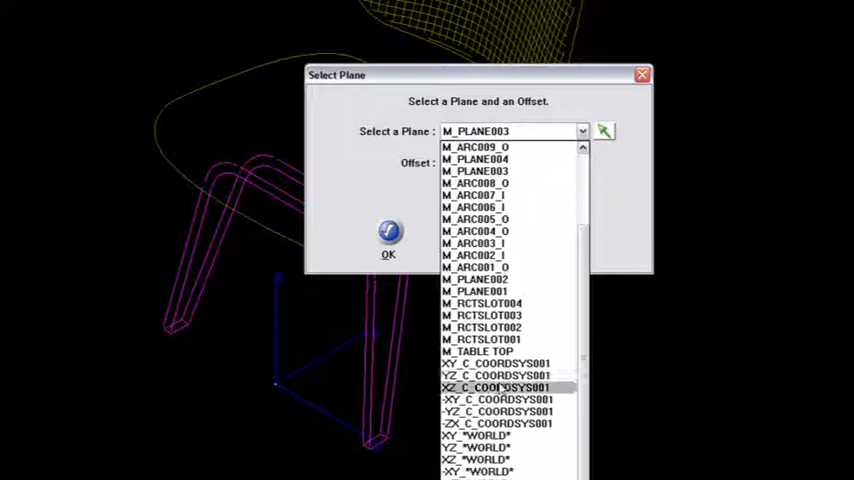 Select Plane
Select a Plane and an Offset.
Select a Plane : M_PLANE003
Offset :
OK
M_ARC009_O
M_PLANE004
M_PLANE003
M_ARC008_O
M_ARC007_I
M_ARC006_I
M_ARC005_O
M_ARC004_O
M_ARC003_I
M_ARC002_I
M_ARC001_O
M_PLANE002
M_PLANE001
M_RCTSLOT004
M_RCTSLOT003
M_RCTSLOT002
M_RCTSLOT001
M_TABLE TOP
XY_C_COORDSYS001
YZ_C_COORDSYS001
XZ_C_COORDSYS001
-XY_C_COORDSYS001
-YZ_C_COORDSYS001
-ZX_C_COORDSYS001
XY_*WORLD*
YZ_*WORLD*
XZ_*WORLD*
-XY_*WORLD*